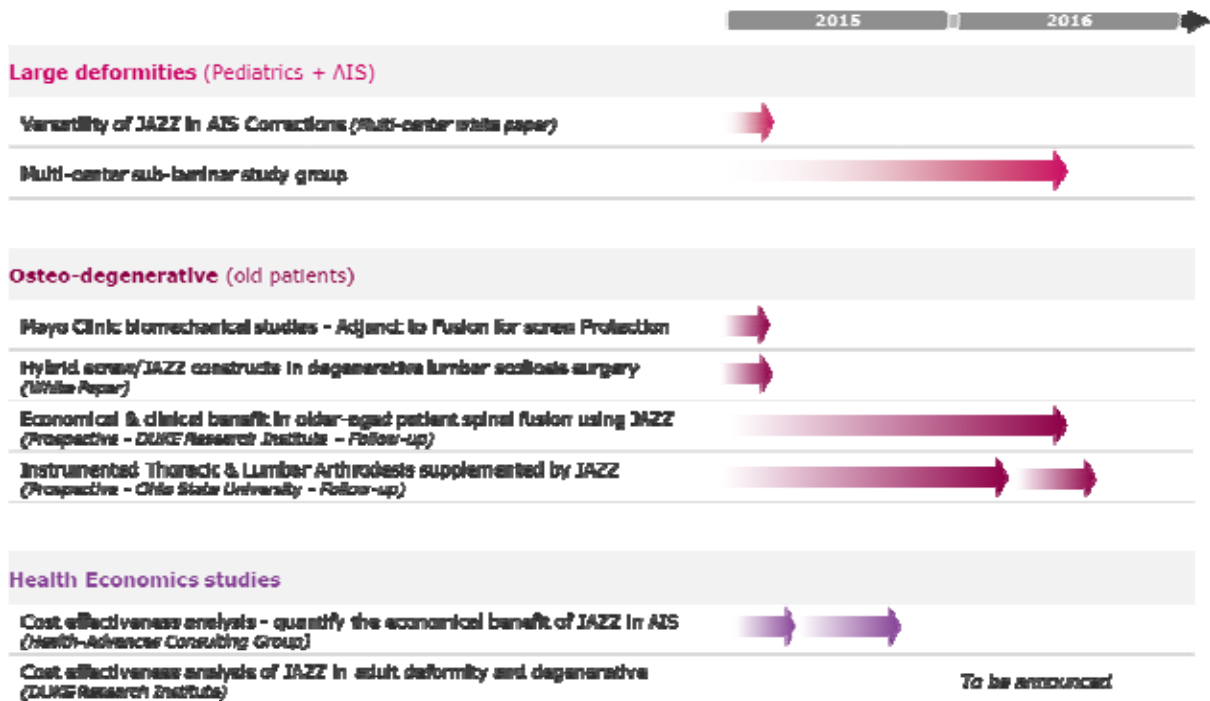 2015 2016
Large deformities (Pediatrics + AIS)
Versatility of JAZZ in AIS Corrections (Multi-center white paper)
Multi-center sub-laminar study group
Osteo-degenerative (old patients)
Mayo Clinic biomechanical studies - Adjunct to Fusion for screw Protection
Hybrid screw/JAZZ constructs in degenerative lumbar scoliosis surgery
(White Paper)
Economical & clinical benefit in older-aged patient spinal fusion using JAZZ
(Prospective - DUKE Research Institute - Follow-up)
Instrumented Thoracic & Lumbar Arthrodesis supplemented by JAZZ
(Prospective - Ohio State University - Follow-up)
Health Economics studies
Cost effectiveness analysis - quantify the economical benefit of JAZZ in AIS
(Health-Advances Consulting Group)
Cost effectiveness analysis of JAZZ in adult deformity and degenerative
(DUKE Research Institute)
To be announced